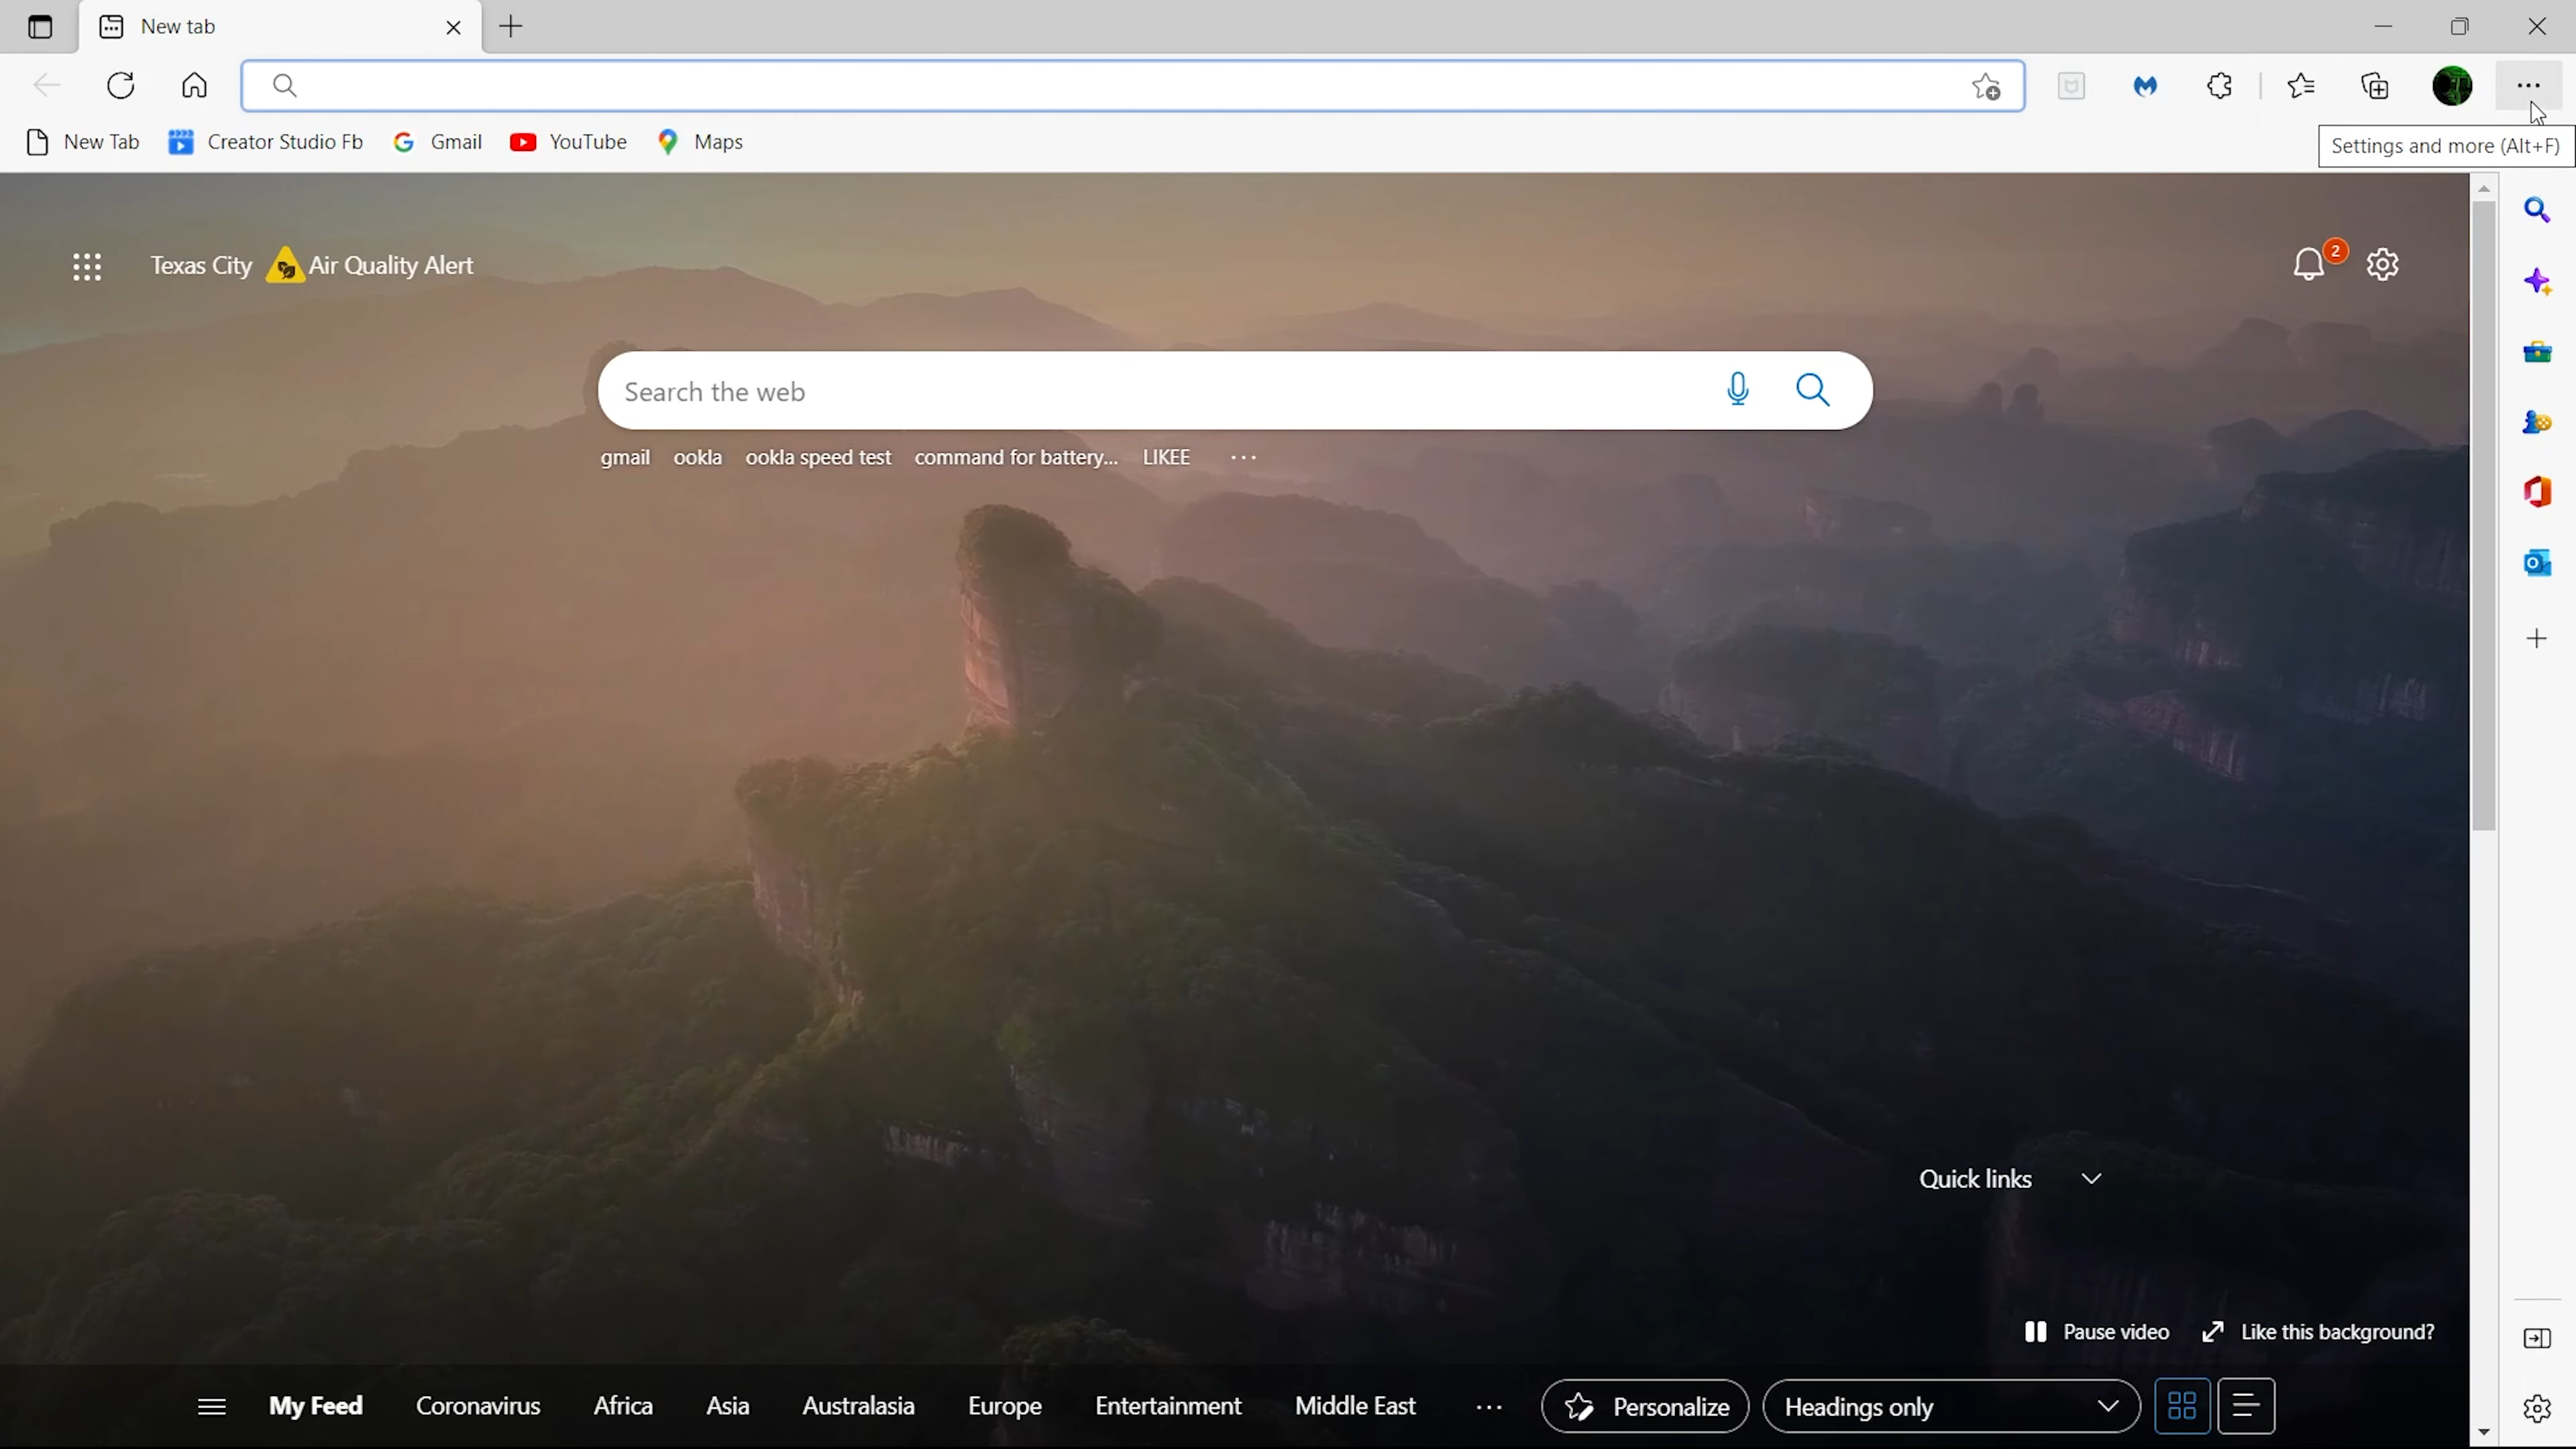 New tab
New Tab Creator Studio Fb Gmail YouTube Maps
Settings and more (Alt+F)
Texas City Air Quality Alert
2
Search the web
gmail ookla ookla speed test command for battery... LIKEE ...
Quick links
Pause video Like this background?
My Feed Coronavirus Africa Asia Australasia Europe Entertainment Middle East ... Personalize Headings only